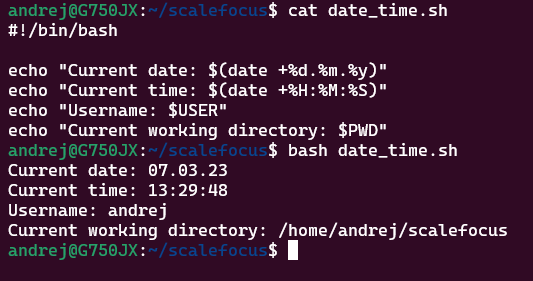 andrej@G750JX:~/scalefocus$ cat date_time.sh
#!/bin/bash
echo "Current date: $(date +%d.%m.%y)"
echo "Current time: $(date +%H:%M:%S)"
echo "Username: $USER"
echo "Current working directory: $PWD"
andrej@G750JX:~/scalefocus$ bash date_time.sh
Current date: 07.03.23
Current time: 13:29:48
Username: andrej
Current working directory: /home/andrej/scalefocus
andrej@G750JX:~/scalefocus$